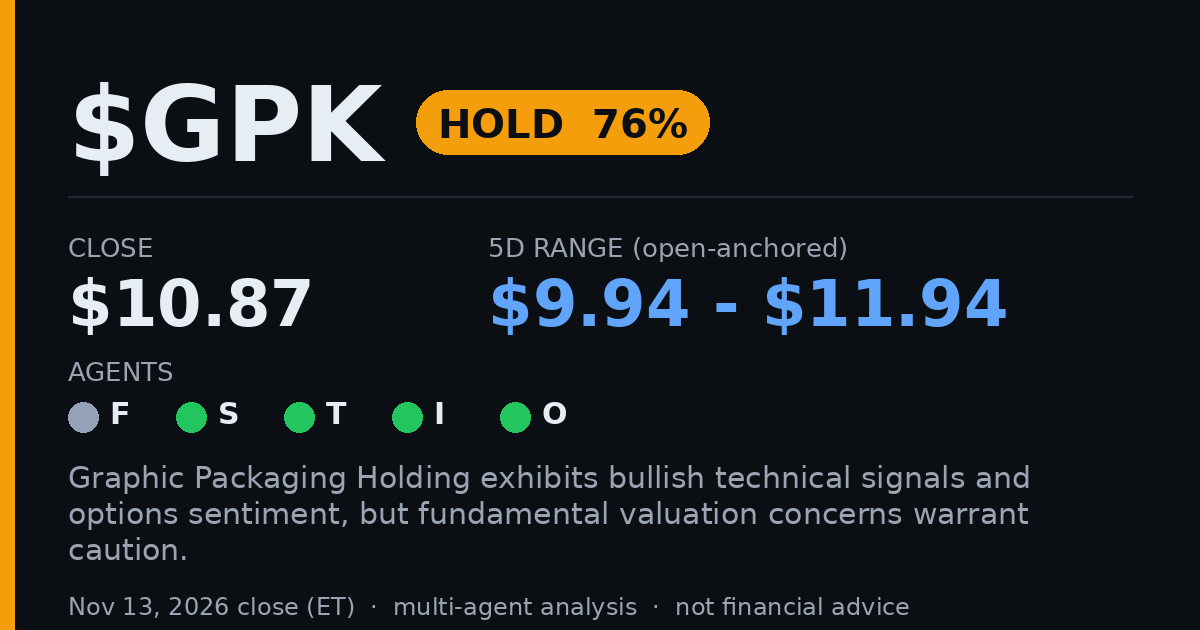 $GPK HOLD 76%
CLOSE 5D RANGE (open-anchored)
$10.87 $9.94 - $11.94
AGENTS
F S T I O
Graphic Packaging Holding exhibits bullish technical signals and
options sentiment, but fundamental valuation concerns warrant
caution.
Nov 13, 2026 close (ET) · multi-agent analysis · not financial advice